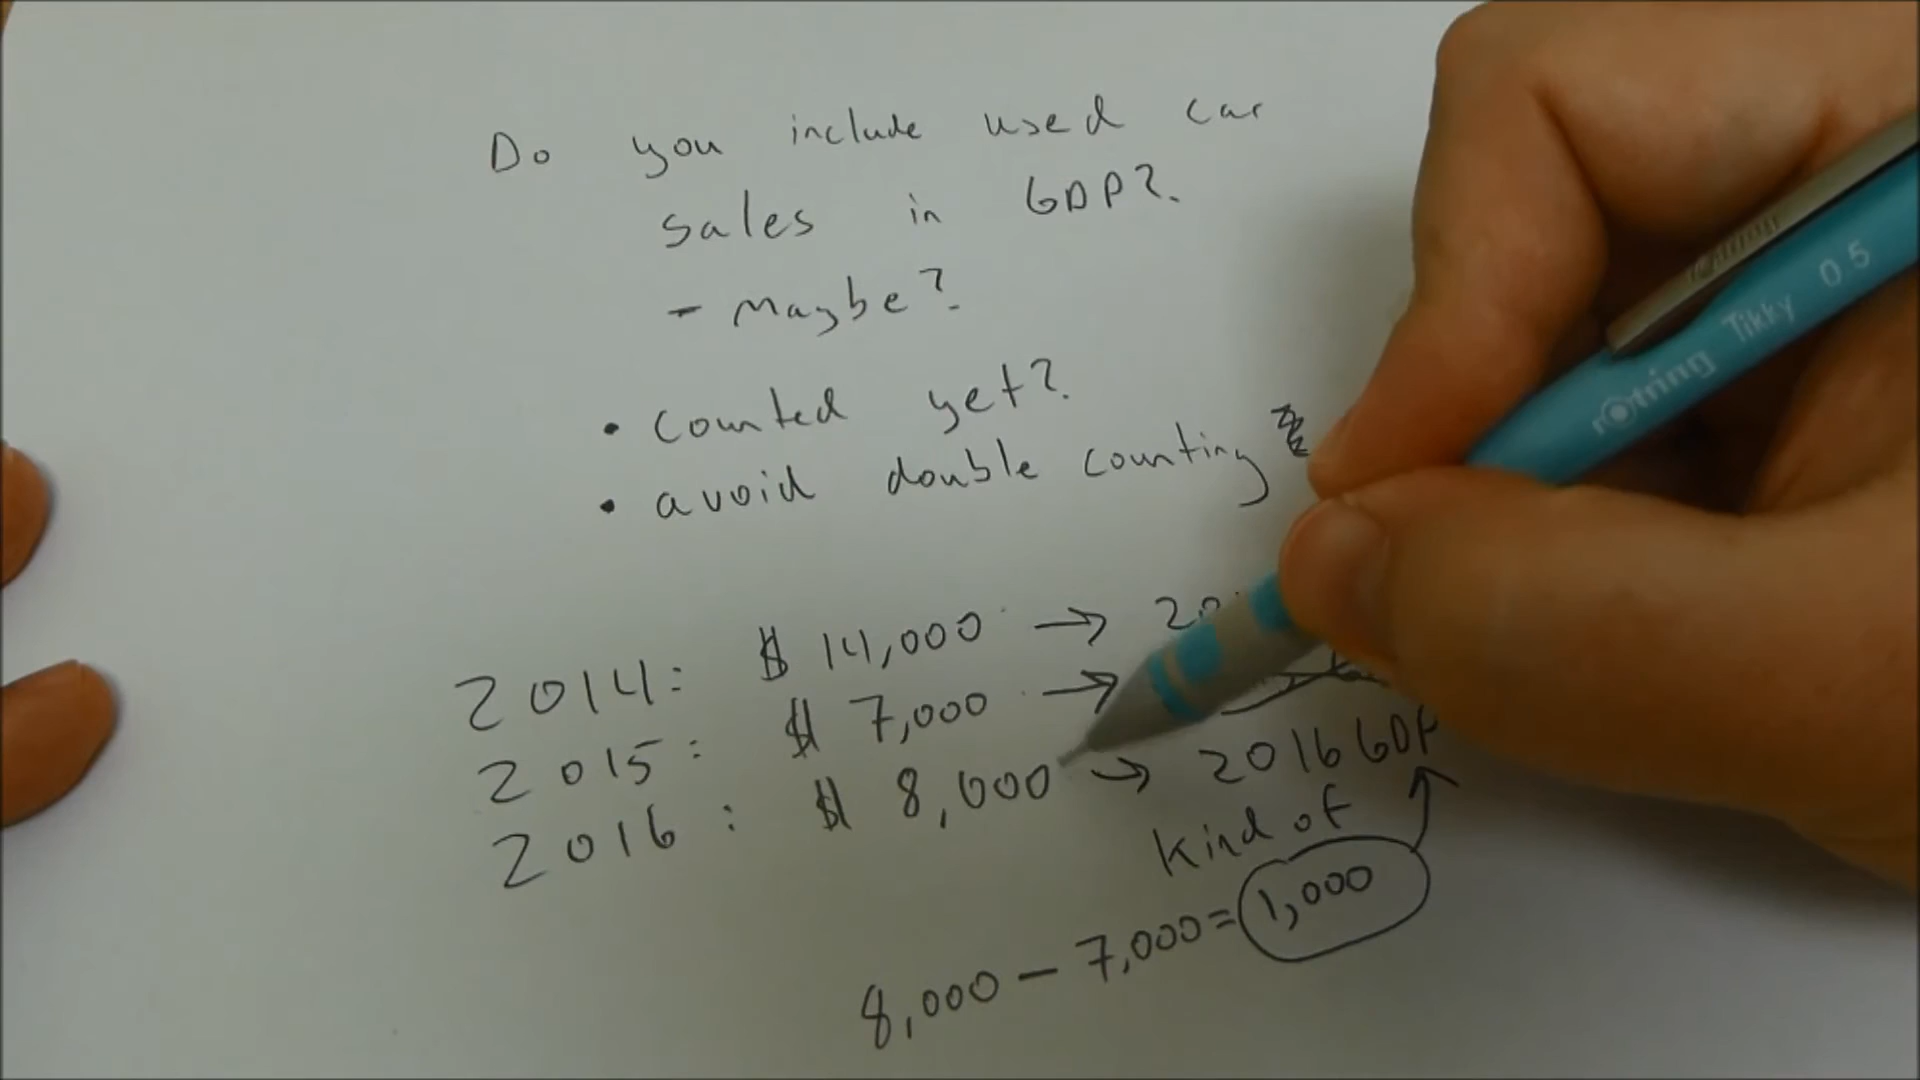 Do you include used car
sales in GDP?
- Maybe?
• counted yet?
• avoid double counting
2014: $ 14,000 →
2015: $ 7,000 →
2016: $ 8,000 → 2016 GDP
kind of
8,000 - 7,000 = 1,000
rotring Tikky 0.5